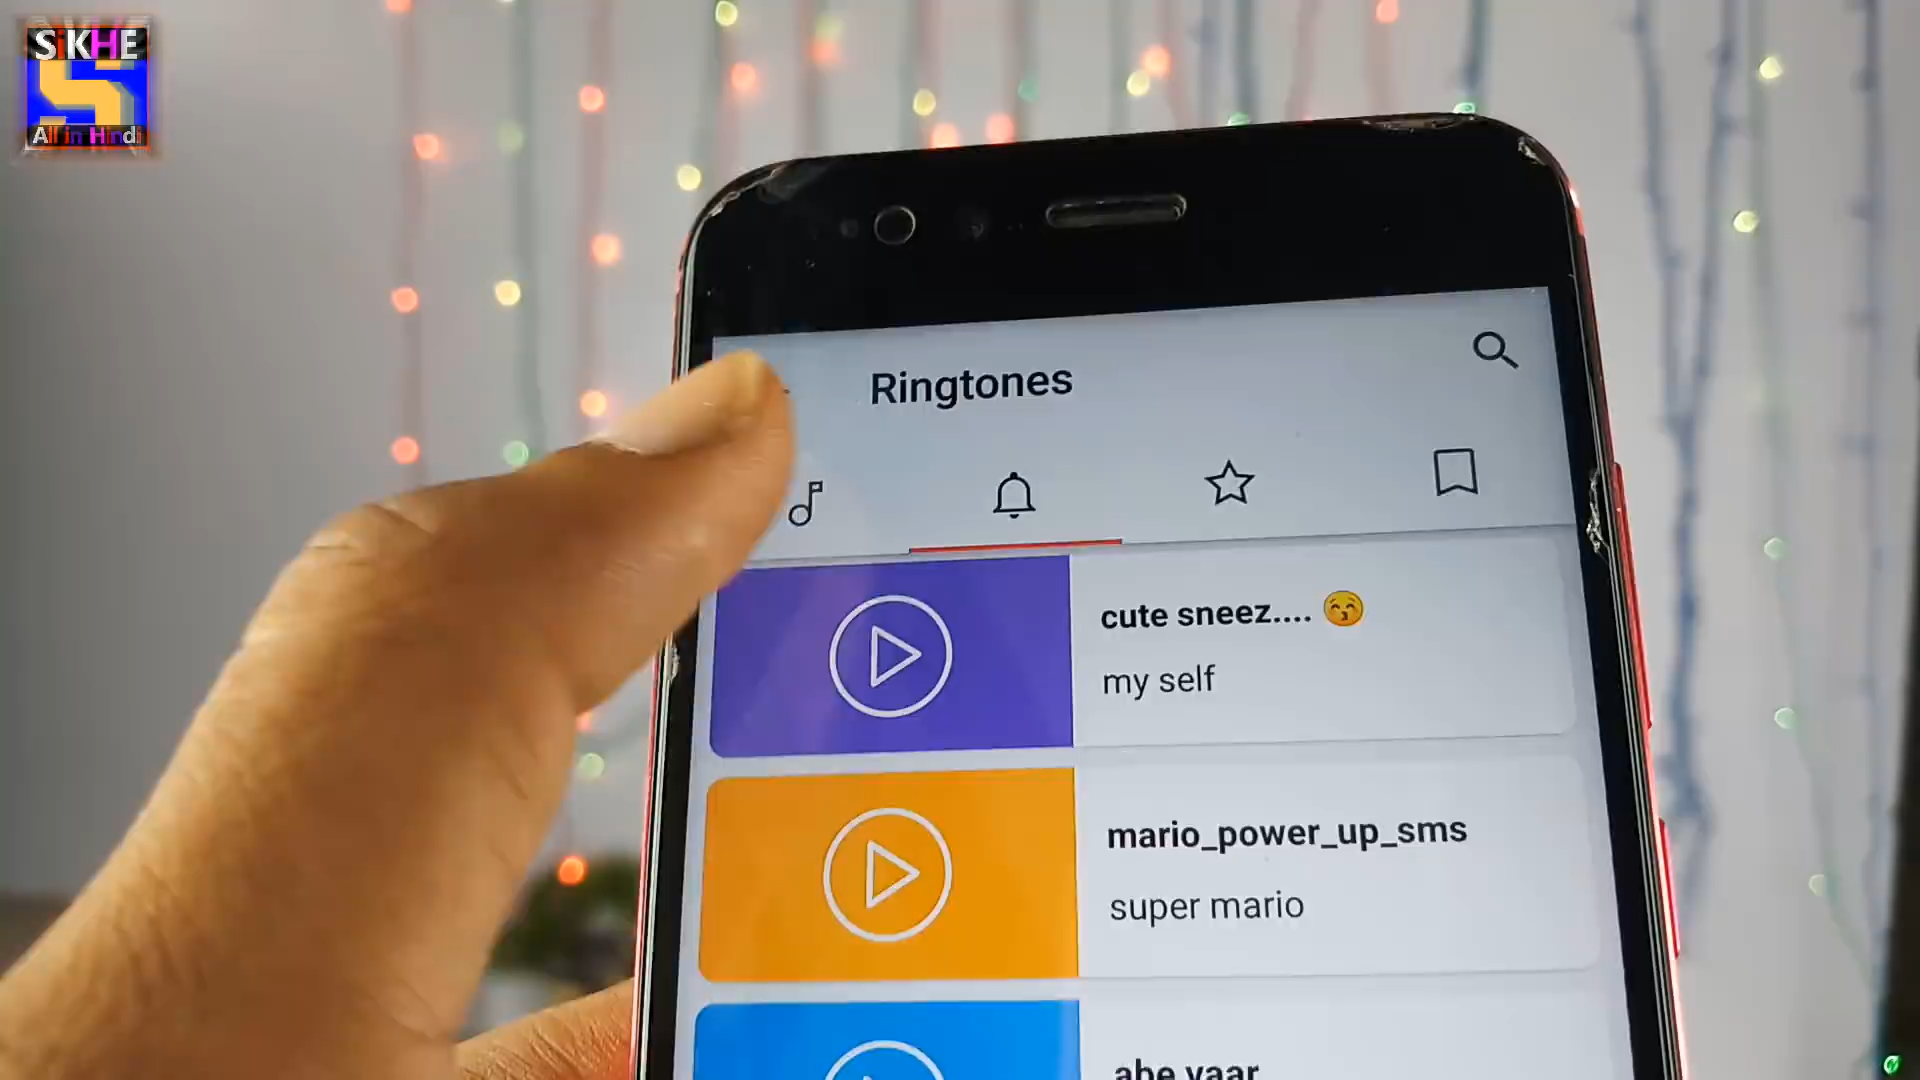 SiKHE
All in Hindi
Ringtones
cute sneez.... 😚
my self
mario_power_up_sms
super mario
abe yaar